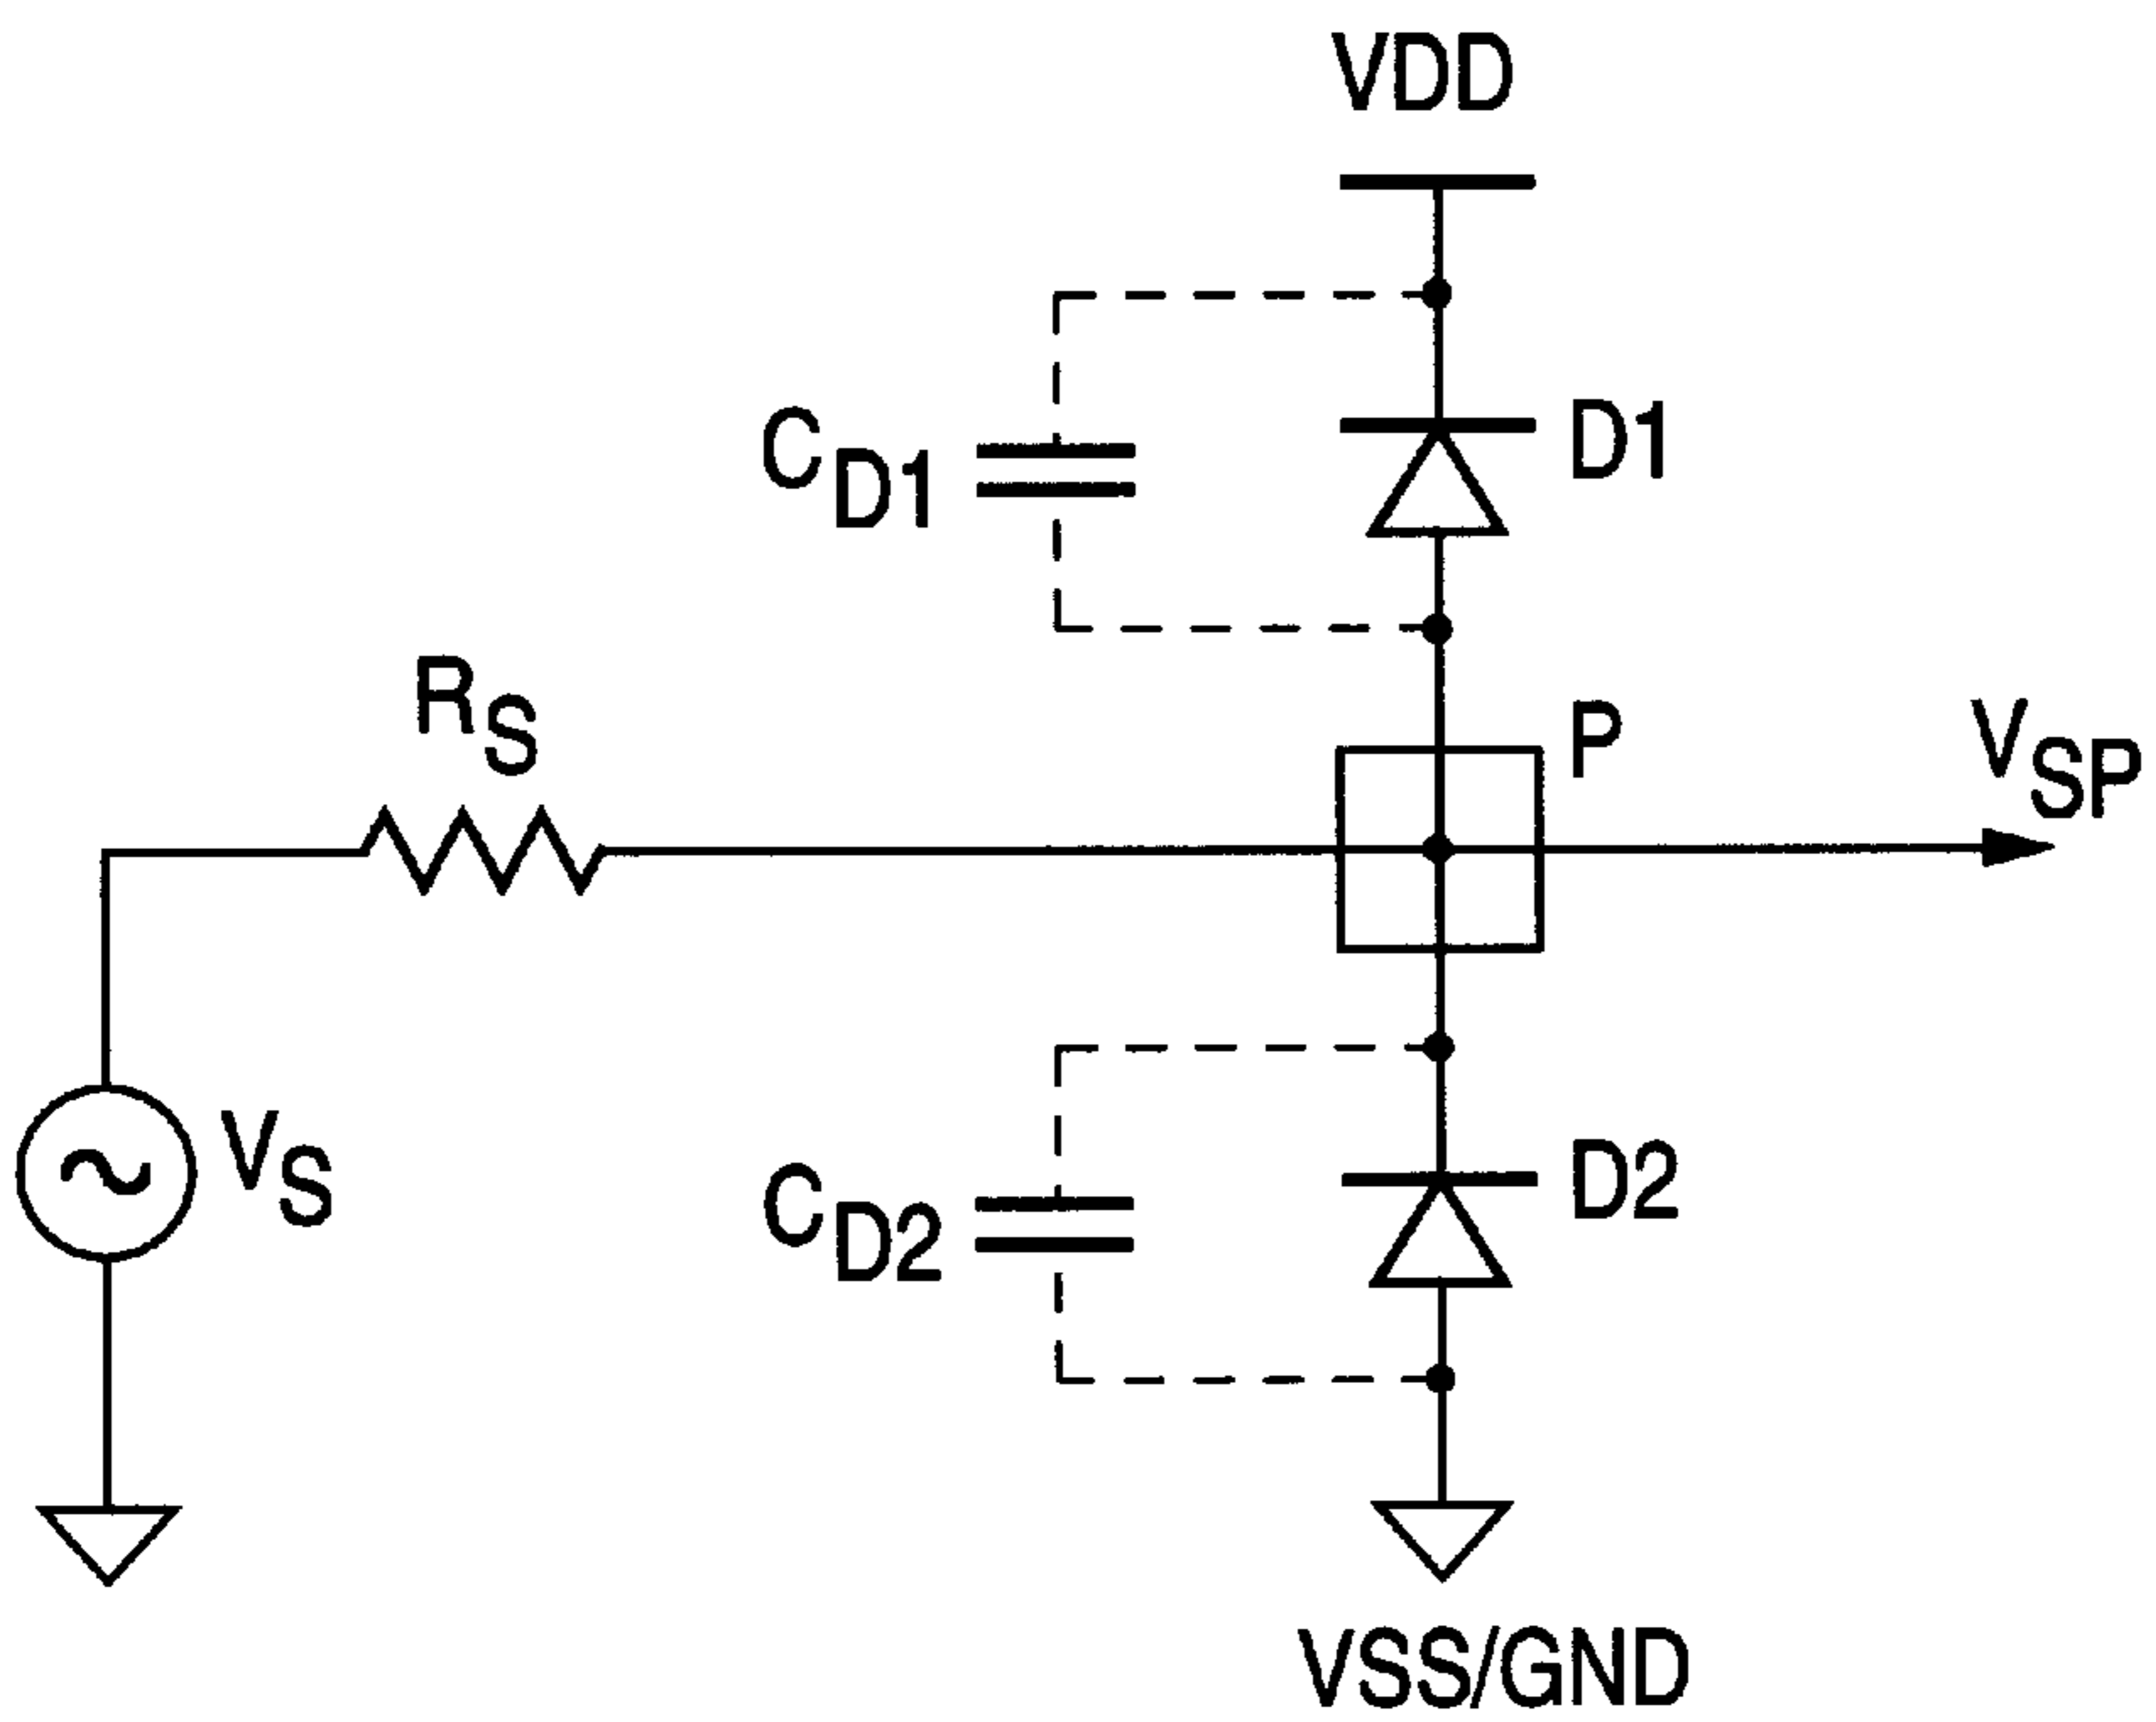 VDD
D1
CD1
RS
P
VSP
VS
D2
CD2
VSS/GND